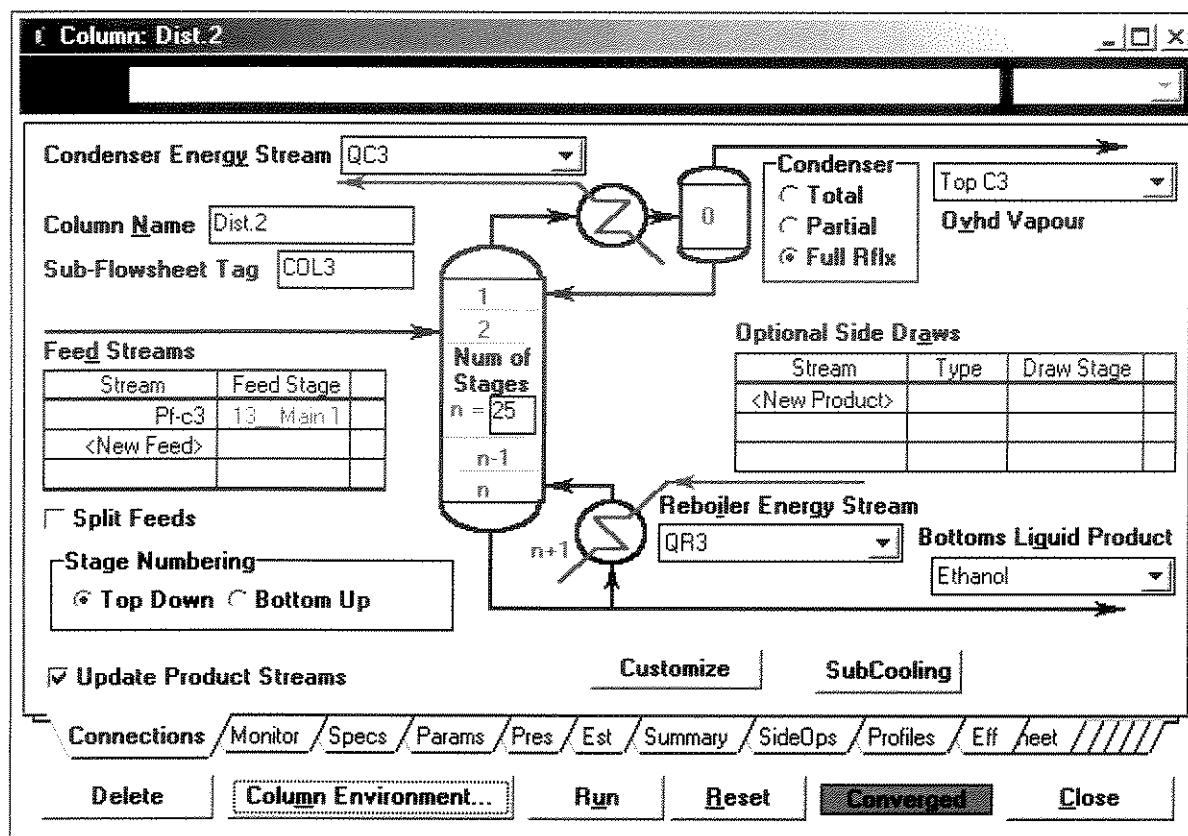 Column: Dist.2
Condenser Energy Stream QC3
Condenser
Total
Partial
Full Rflx
Top C3
Ovhd Vapour
0
Column Name Dist.2
Sub-Flowsheet Tag COL3
1
2
Num of
Stages
n = 25
n-1
n
n+1
Feed Streams
Stream Feed Stage
Pf-c3 13__Main T
<New Feed>
Optional Side Draws
Stream Type Draw Stage
<New Product>
Split Feeds
Reboiler Energy Stream
QR3
Bottoms Liquid Product
Ethanol
Stage Numbering
Top Down Bottom Up
Update Product Streams
Customize SubCooling
Connections Monitor Specs Params Pres Est Summary SideOps Profiles Eff heet
Delete Column Environment... Run Reset Converged Close